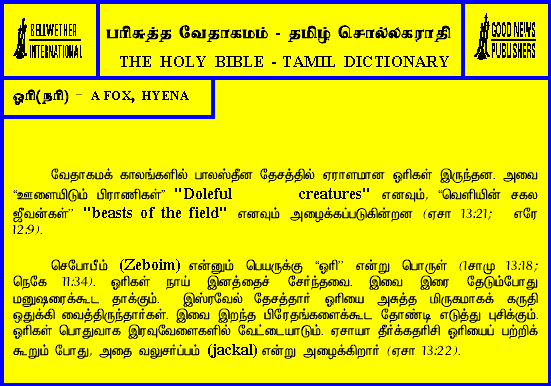 BELLWETHER
INTERNATIONAL
பரிசுத்த வேதாகமம் - தமிழ் சொல்லகராதி
THE HOLY BIBLE - TAMIL DICTIONARY
GOOD NEWS
PUBLISHERS
ஓரி(நரி) - A FOX, HYENA
வேதாகமக் காலங்களில் பாலஸ்தீன தேசத்தில் ஏராளமான ஓரிகள் இருந்தன. அவை
“ஊளையிடும் பிராணிகள்” "Doleful creatures" எனவும், “வெளியின் சகல
ஜீவன்கள்” "beasts of the field" எனவும் அழைக்கப்படுகின்றன (ஏசா 13:21; எரே
12:9).
செபோயீம் (Zeboim) என்னும் பெயருக்கு “ஓரி” என்று பொருள் (1சாமு 13:18;
நெகே 11:34). ஓரிகள் நாய் இனத்தைச் சேர்ந்தவை. இவை இரை தேடும்போது
மனுஷரைக்கூட தாக்கும். இஸ்ரவேல் தேசத்தார் ஓரியை அசுத்த மிருகமாகக் கருதி
ஒதுக்கி வைத்திருந்தார்கள். இவை இறந்த பிரேதங்களைக்கூட தோண்டி எடுத்து புசிக்கும்.
ஓரிகள் பொதுவாக இரவுவேளைகளில் வேட்டையாடும். ஏசாயா தீர்க்கதரிசி ஓரியைப் பற்றிக்
கூறும் போது, அதை வலுசர்ப்பம் (jackal) என்று அழைக்கிறார் (ஏசா 13:22).